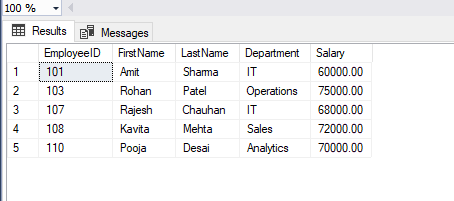 100 %
Results Messages
EmployeeID FirstName LastName Department Salary
1 101 Amit Sharma IT 60000.00
2 103 Rohan Patel Operations 75000.00
3 107 Rajesh Chauhan IT 68000.00
4 108 Kavita Mehta Sales 72000.00
5 110 Pooja Desai Analytics 70000.00